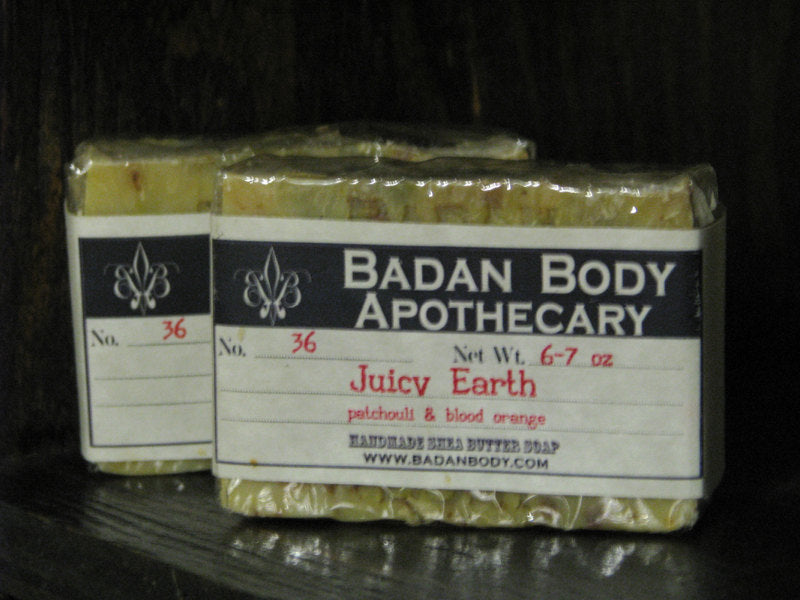 No. 36
BADAN BODY
APOTHECARY
No. 36 Net Wt. 6-7 oz
Juicy Earth
patchouli & blood orange
HANDMADE SHEA BUTTER SOAP
WWW.BADANBODY.COM